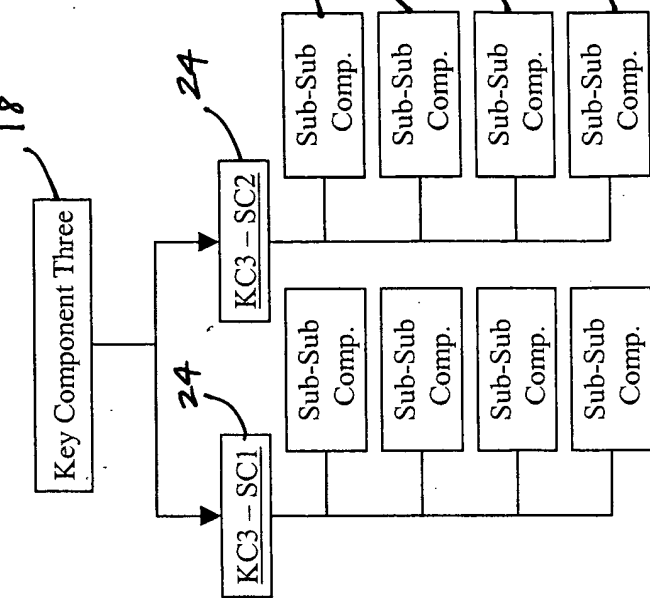 18
Key Component Three
24
24
KC3 – SC1
KC3 – SC2
Sub-Sub
Comp.
Sub-Sub
Comp.
Sub-Sub
Comp.
Sub-Sub
Comp.
Sub-Sub
Comp.
Sub-Sub
Comp.
Sub-Sub
Comp.
Sub-Sub
Comp.